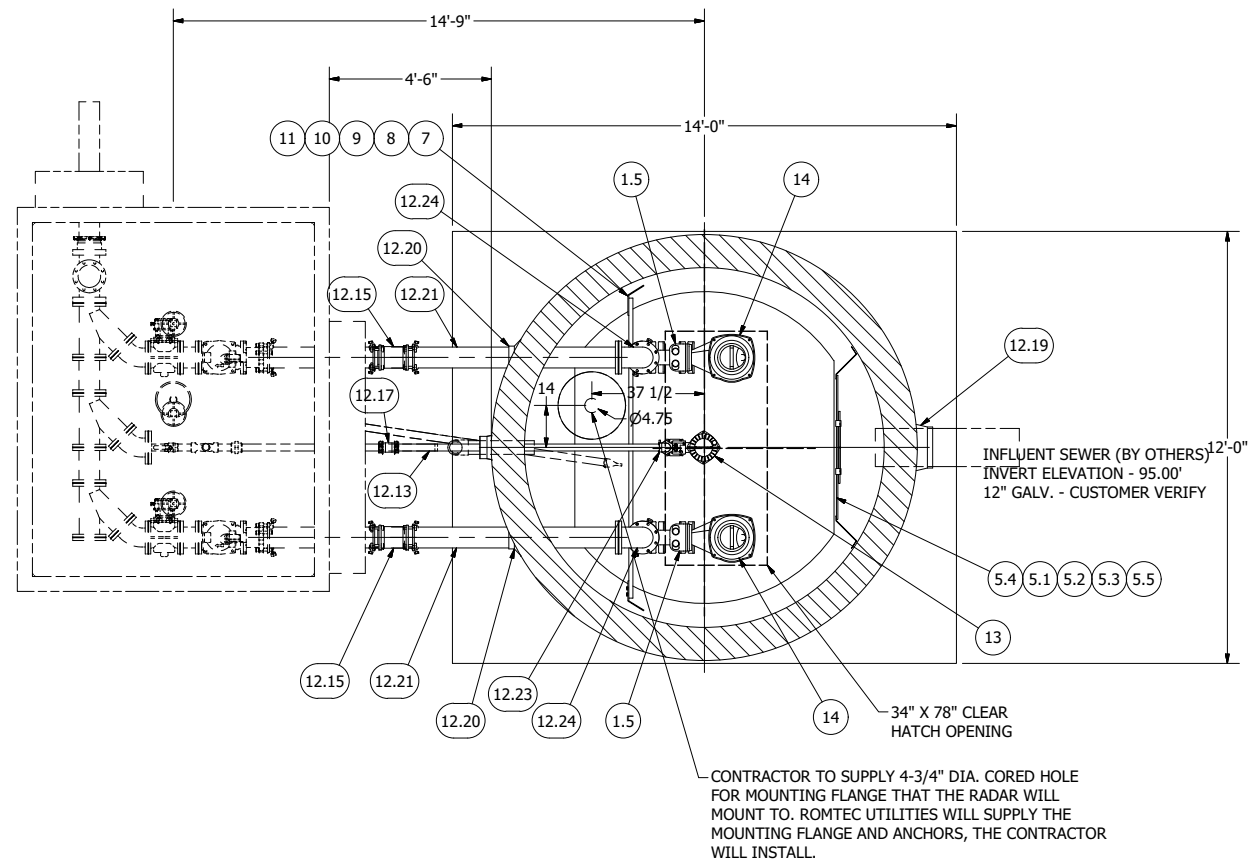 14'-9"
4'-6"
14'-0"
11 10 9 8 7
1.5
14
12.24
12.20
12.15
12.21
12.19
14
37 1/2
Ø4.75
12.17
12.13
12'-0"
INFLUENT SEWER (BY OTHERS)
INVERT ELEVATION - 95.00'
12" GALV. - CUSTOMER VERIFY
5.4 5.1 5.2 5.3 5.5
13
12.15
12.21
12.20
12.23
12.24
1.5
14
34" X 78" CLEAR
HATCH OPENING
CONTRACTOR TO SUPPLY 4-3/4" DIA. CORED HOLE
FOR MOUNTING FLANGE THAT THE RADAR WILL
MOUNT TO. ROMTEC UTILITIES WILL SUPPLY THE
MOUNTING FLANGE AND ANCHORS, THE CONTRACTOR
WILL INSTALL.